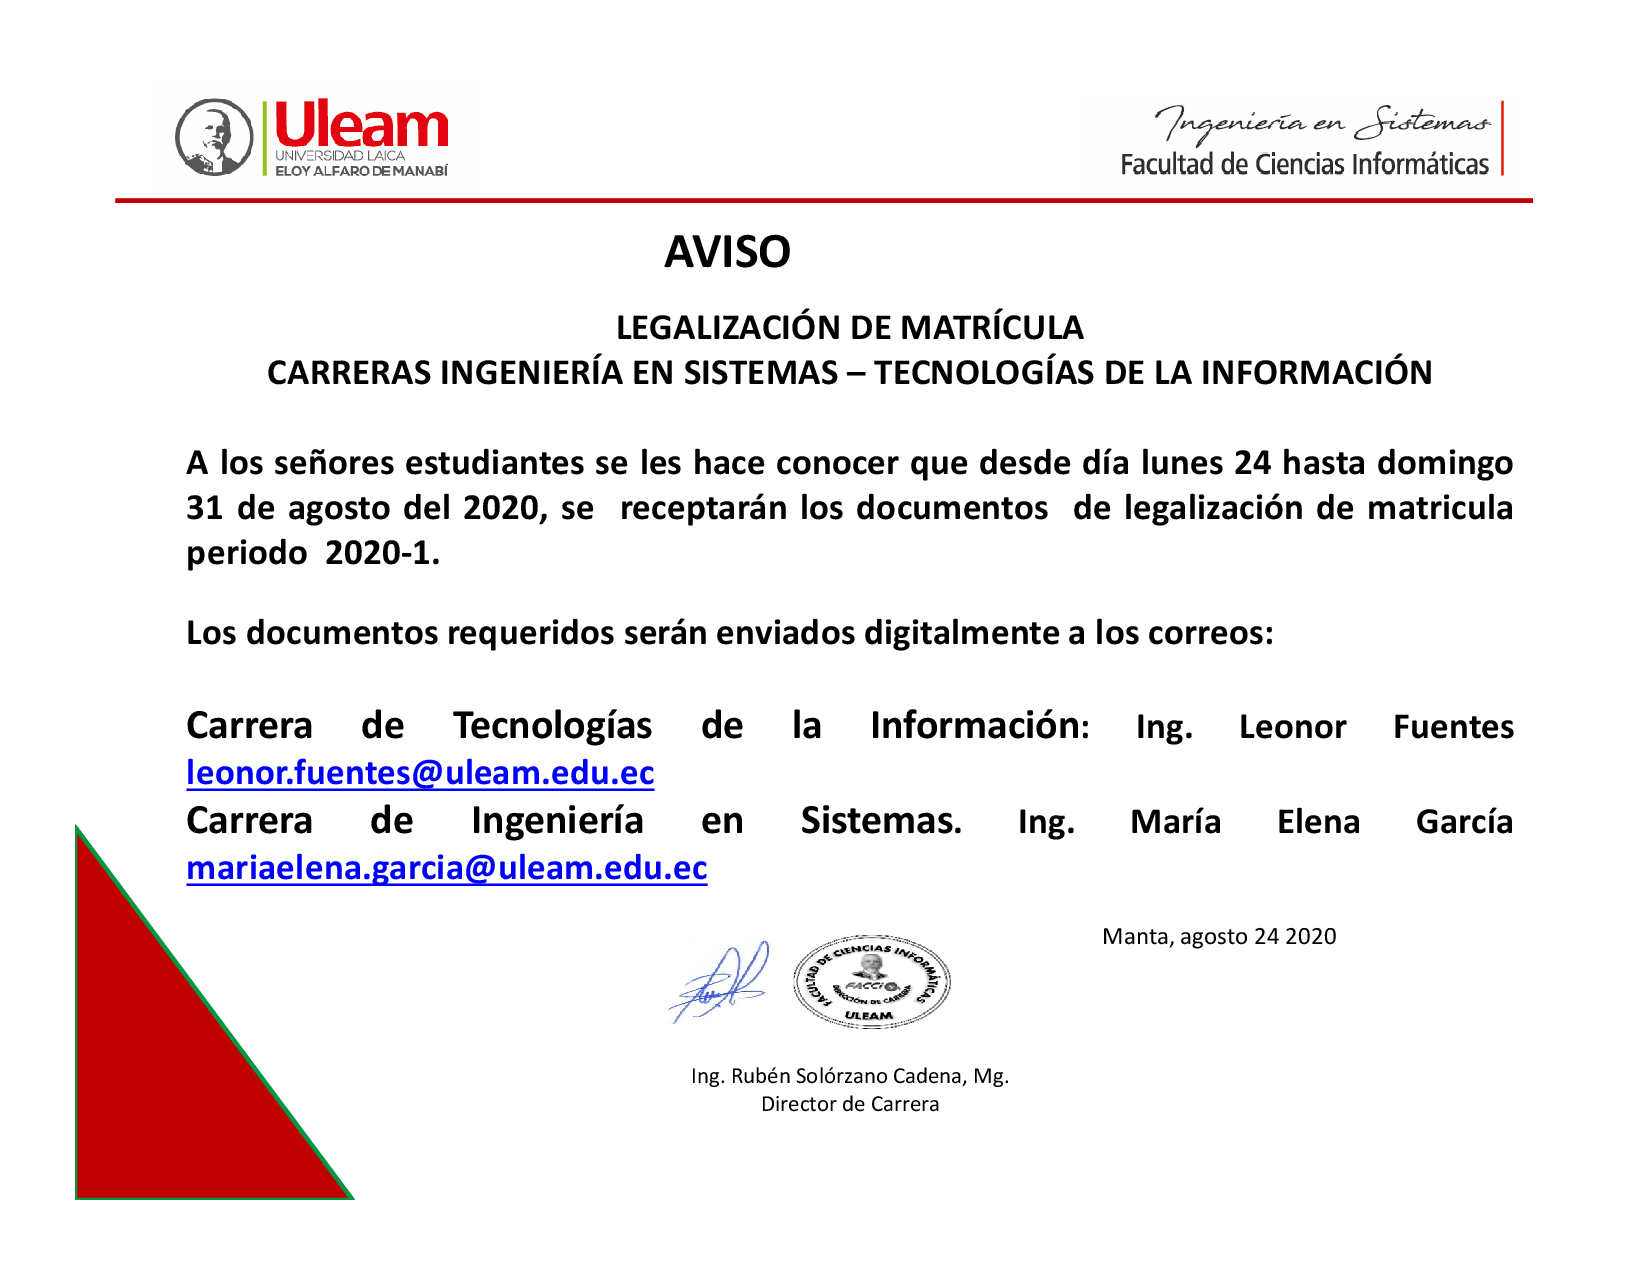 Uleam
UNIVERSIDAD LAICA
ELOY ALFARO DE MANABÍ
Ingeniería en Sistemas
Facultad de Ciencias Informáticas
AVISO
LEGALIZACIÓN DE MATRÍCULA
CARRERAS INGENIERÍA EN SISTEMAS – TECNOLOGÍAS DE LA INFORMACIÓN
A los señores estudiantes se les hace conocer que desde día lunes 24 hasta domingo
31 de agosto del 2020, se receptarán los documentos de legalización de matricula
periodo 2020-1.
Los documentos requeridos serán enviados digitalmente a los correos:
Carrera de Tecnologías de la Información: Ing. Leonor Fuentes
leonor.fuentes@uleam.edu.ec
Carrera de Ingeniería en Sistemas. Ing. María Elena García
mariaelena.garcia@uleam.edu.ec
Manta, agosto 24 2020
FACULTAD DE CIENCIAS INFORMÁTICAS
FACCI
DIRECCIÓN DE CARRERA
ULEAM
Ing. Rubén Solórzano Cadena, Mg.
Director de Carrera